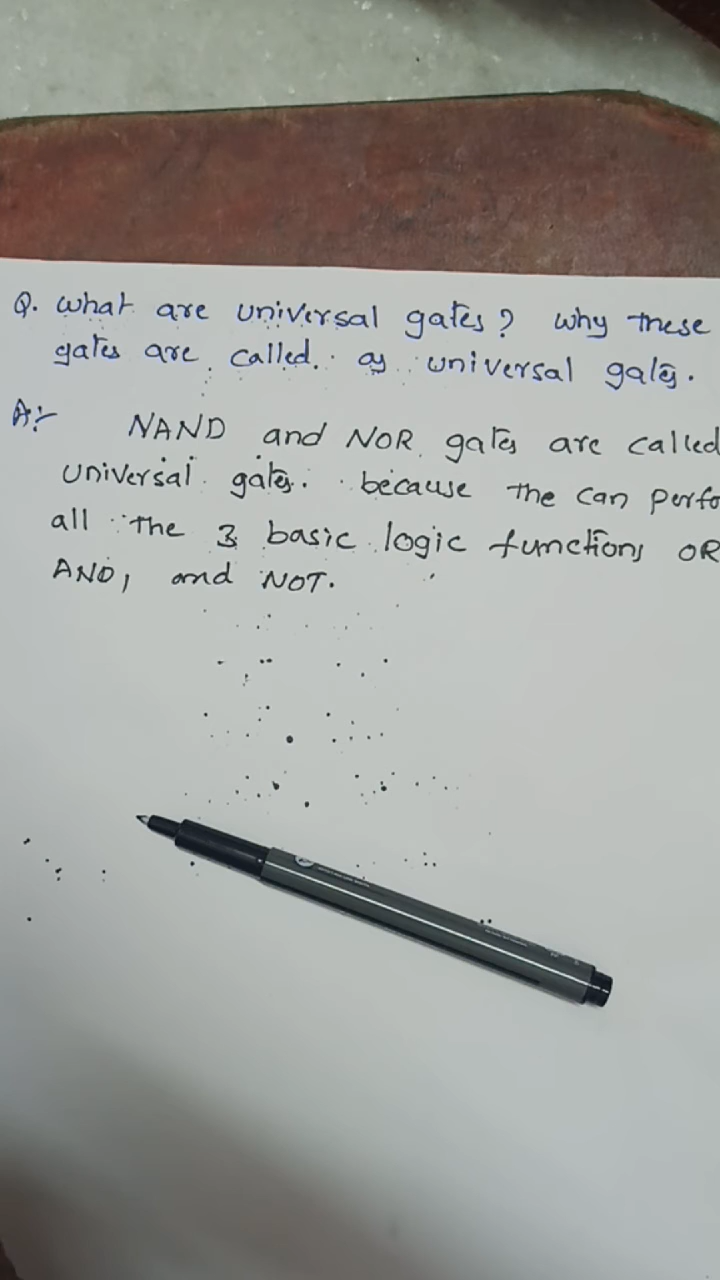 Q. What are universal gates? Why these
gates are called. as universal gates.
A:- NAND and NOR gates are called
universal gates. because the can perfo
all the 3 basic logic functions OR
AND, and NOT.